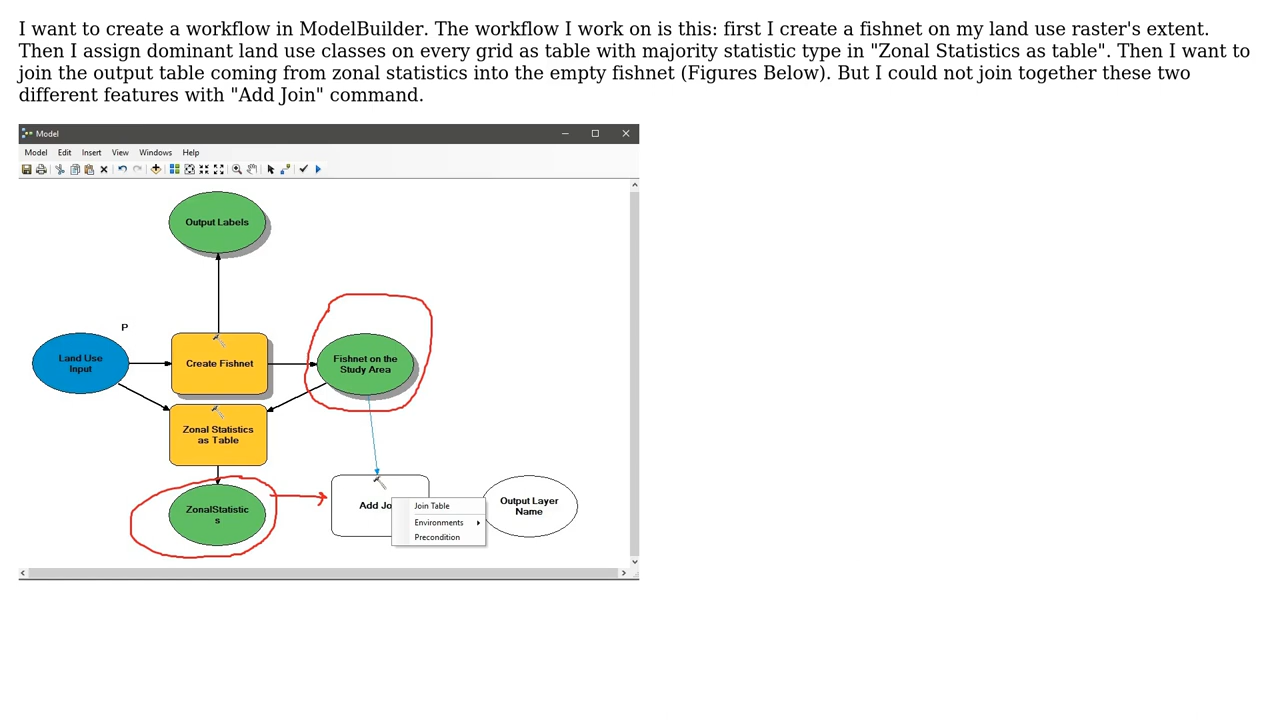 I want to create a workflow in ModelBuilder. The workflow I work on is this: first I create a fishnet on my land use raster's extent.
Then I assign dominant land use classes on every grid as table with majority statistic type in "Zonal Statistics as table". Then I want to
join the output table coming from zonal statistics into the empty fishnet (Figures Below). But I could not join together these two
different features with "Add Join" command.
Model
Model Edit Insert View Windows Help
Output Labels
P
Land Use
Input
Create Fishnet
Fishnet on the
Study Area
Zonal Statistics
as Table
ZonalStatistic
s
Add Jo
Join Table
Environments
Precondition
Output Layer
Name